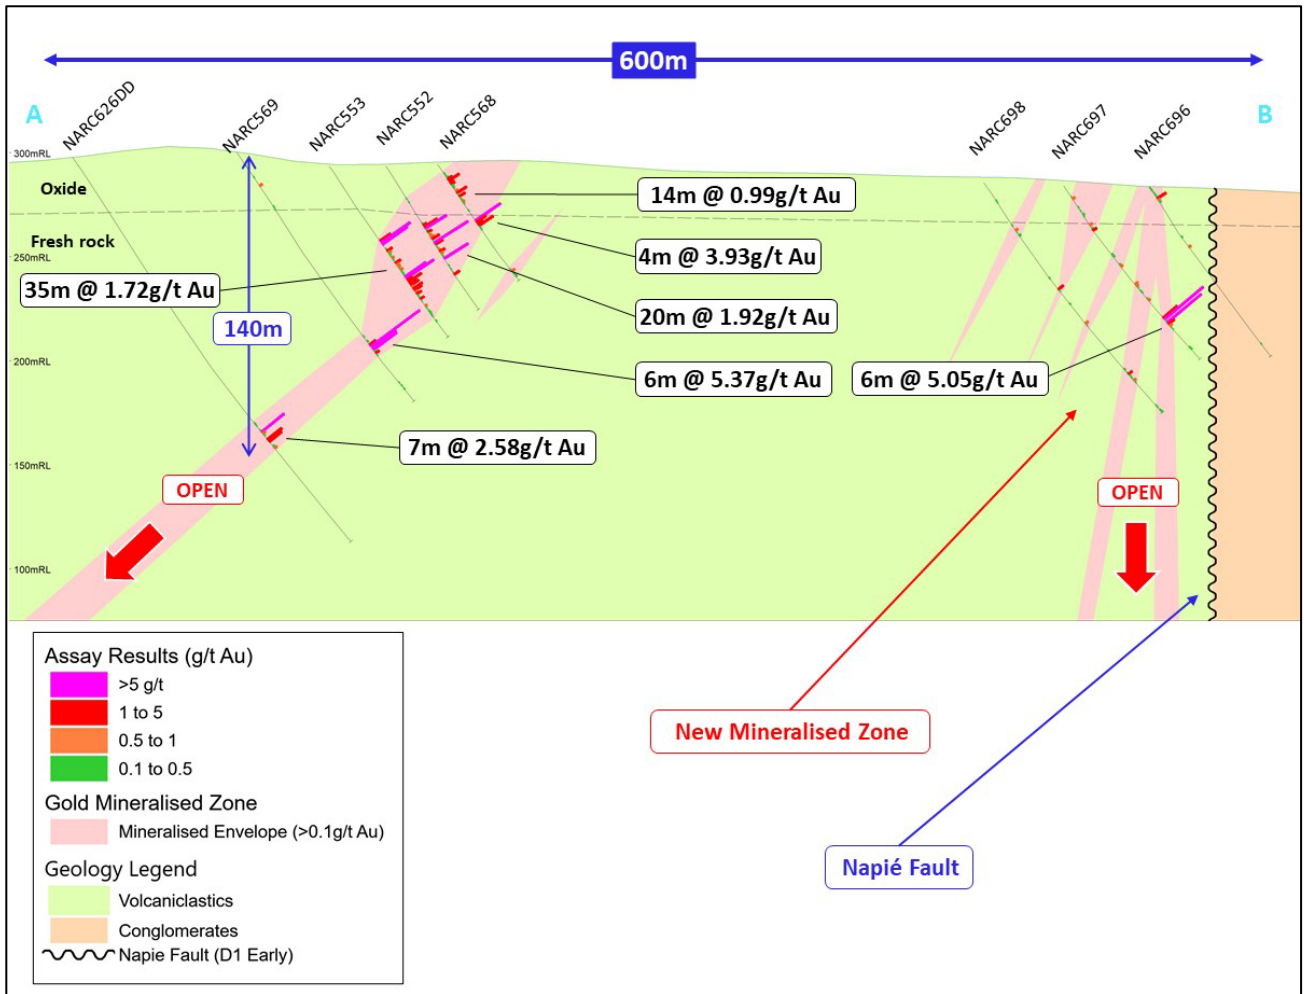 600m
A
B
NARC626DD
NARC569
NARC553
NARC552
NARC568
NARC698
NARC697
NARC696
300mRL
Oxide
Fresh rock
250mRL
200mRL
150mRL
100mRL
14m @ 0.99g/t Au
4m @ 3.93g/t Au
35m @ 1.72g/t Au
20m @ 1.92g/t Au
140m
6m @ 5.37g/t Au
6m @ 5.05g/t Au
7m @ 2.58g/t Au
OPEN
OPEN
New Mineralised Zone
Napié Fault
Assay Results (g/t Au)
>5 g/t
1 to 5
0.5 to 1
0.1 to 0.5
Gold Mineralised Zone
Mineralised Envelope (>0.1g/t Au)
Geology Legend
Volcaniclastics
Conglomerates
Napie Fault (D1 Early)